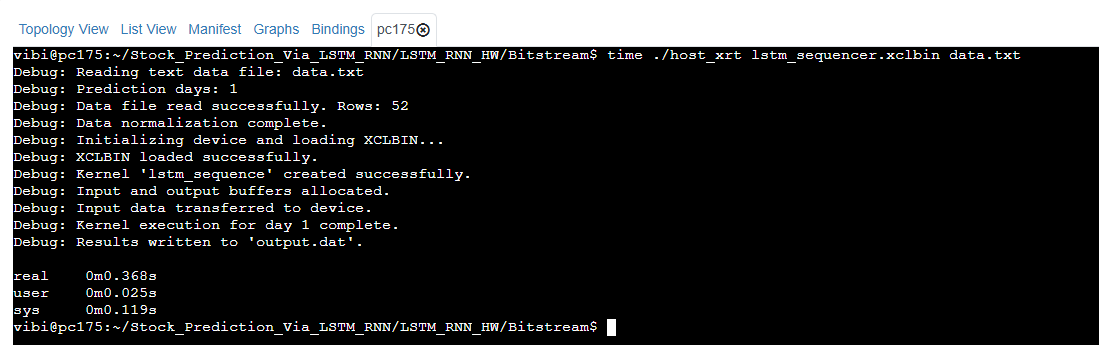 Topology View List View Manifest Graphs Bindings pc175
vibi@pc175:~/Stock_Prediction_Via_LSTM_RNN/LSTM_RNN_HW/Bitstream$ time ./host_xrt lstm_sequencer.xclbin data.txt
Debug: Reading text data file: data.txt
Debug: Prediction days: 1
Debug: Data file read successfully. Rows: 52
Debug: Data normalization complete.
Debug: Initializing device and loading XCLBIN...
Debug: XCLBIN loaded successfully.
Debug: Kernel 'lstm_sequence' created successfully.
Debug: Input and output buffers allocated.
Debug: Input data transferred to device.
Debug: Kernel execution for day 1 complete.
Debug: Results written to 'output.dat'.
real 0m0.368s
user 0m0.025s
sys 0m0.119s
vibi@pc175:~/Stock_Prediction_Via_LSTM_RNN/LSTM_RNN_HW/Bitstream$